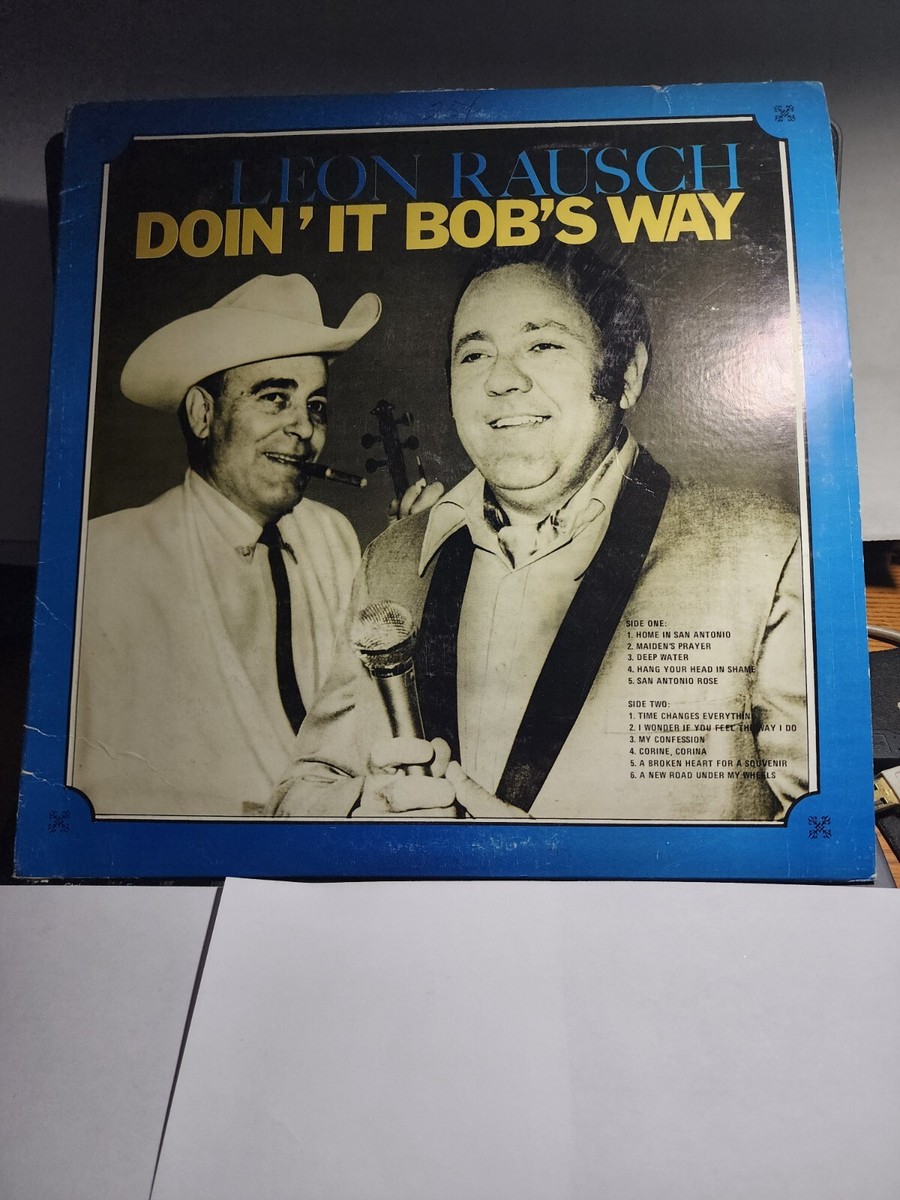 LEON RAUSCH
DOIN' IT BOB'S WAY
SIDE ONE:
1. HOME IN SAN ANTONIO
2. MAIDEN'S PRAYER
3. DEEP WATER
4. HANG YOUR HEAD IN SHAME
5. SAN ANTONIO ROSE
SIDE TWO:
1. TIME CHANGES EVERYTHING
2. I WONDER IF YOU FEEL THE WAY I DO
3. MY CONFESSION
4. CORINE, CORINA
5. A BROKEN HEART FOR A SOUVENIR
6. A NEW ROAD UNDER MY WHEELS